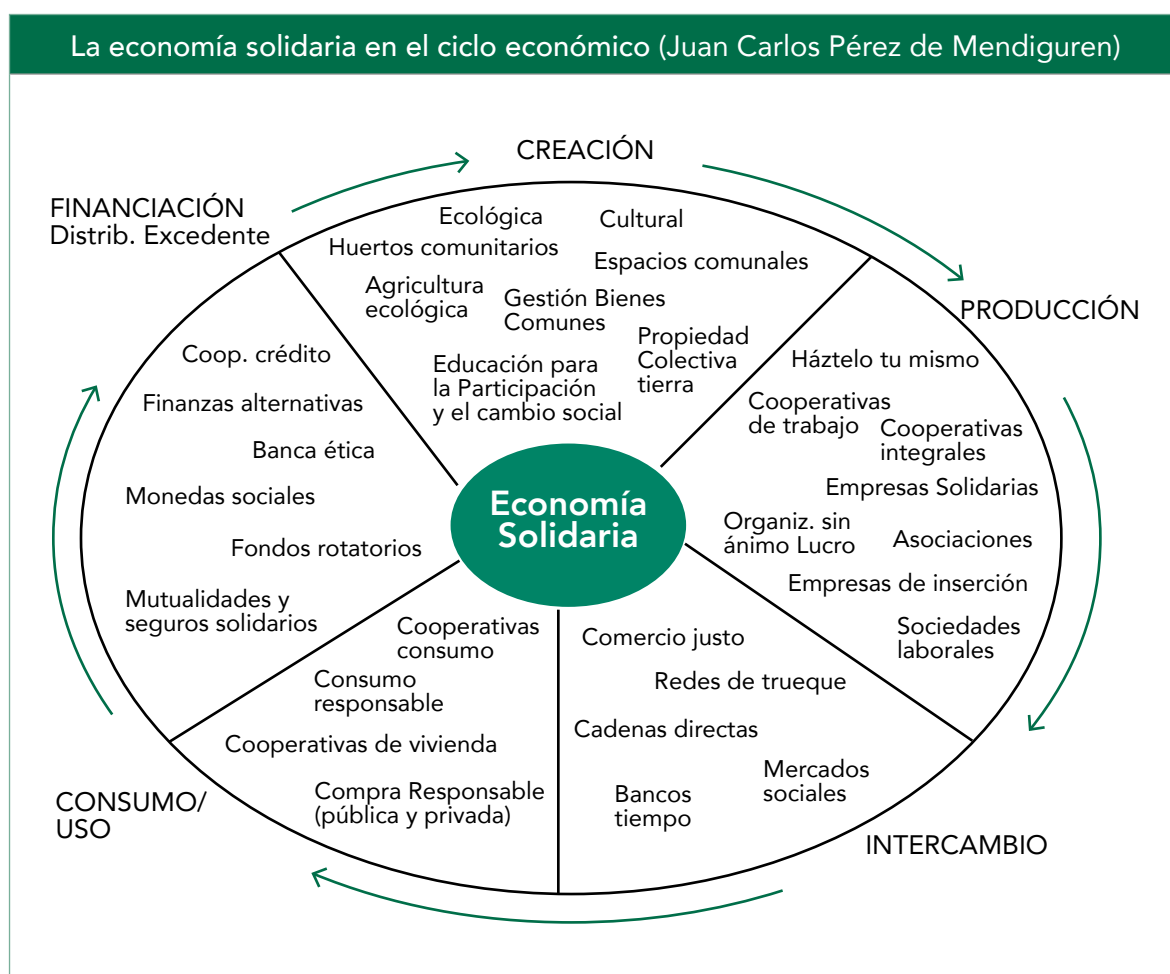 La economía solidaria en el ciclo económico (Juan Carlos Pérez de Mendiguren)
CREACIÓN
Ecológica
Cultural
Huertos comunitarios
Espacios comunales
Agricultura
ecológica
Gestión Bienes
Comunes
Propiedad
Colectiva
tierra
Educación para
la Participación
y el cambio social
PRODUCCIÓN
Háztelo tu mismo
Cooperativas
de trabajo
Cooperativas
integrales
Empresas Solidarias
Organiz. sin
ánimo Lucro
Asociaciones
Empresas de inserción
Sociedades
laborales
INTERCAMBIO
Comercio justo
Redes de trueque
Cadenas directas
Mercados
sociales
Bancos
tiempo
CONSUMO/
USO
Cooperativas
consumo
Consumo
responsable
Cooperativas de vivienda
Compra Responsable
(pública y privada)
FINANCIACIÓN
Distrib. Excedente
Coop. crédito
Finanzas alternativas
Banca ética
Monedas sociales
Fondos rotatorios
Mutualidades y
seguros solidarios
Economía
Solidaria